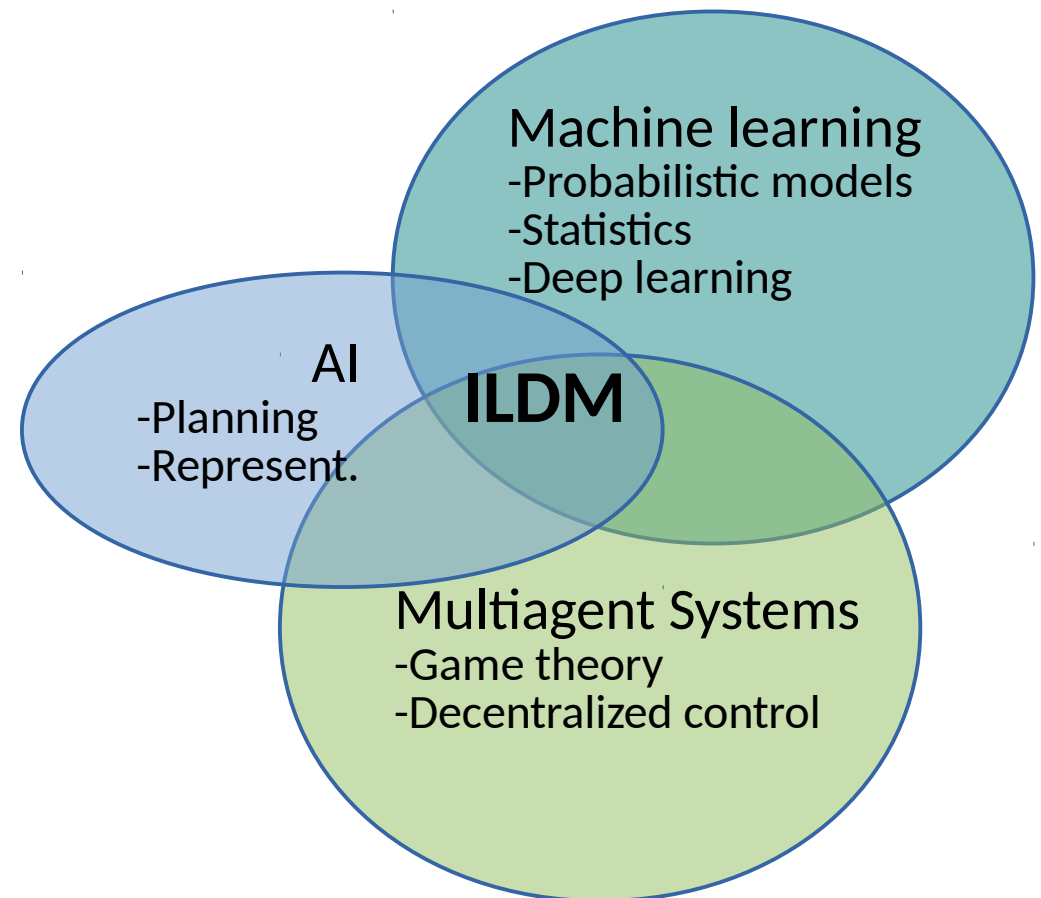 Machine learning
-Probabilistic models
-Statistics
-Deep learning
AI
-Planning
-Represent.
ILDM
Multiagent Systems
-Game theory
-Decentralized control